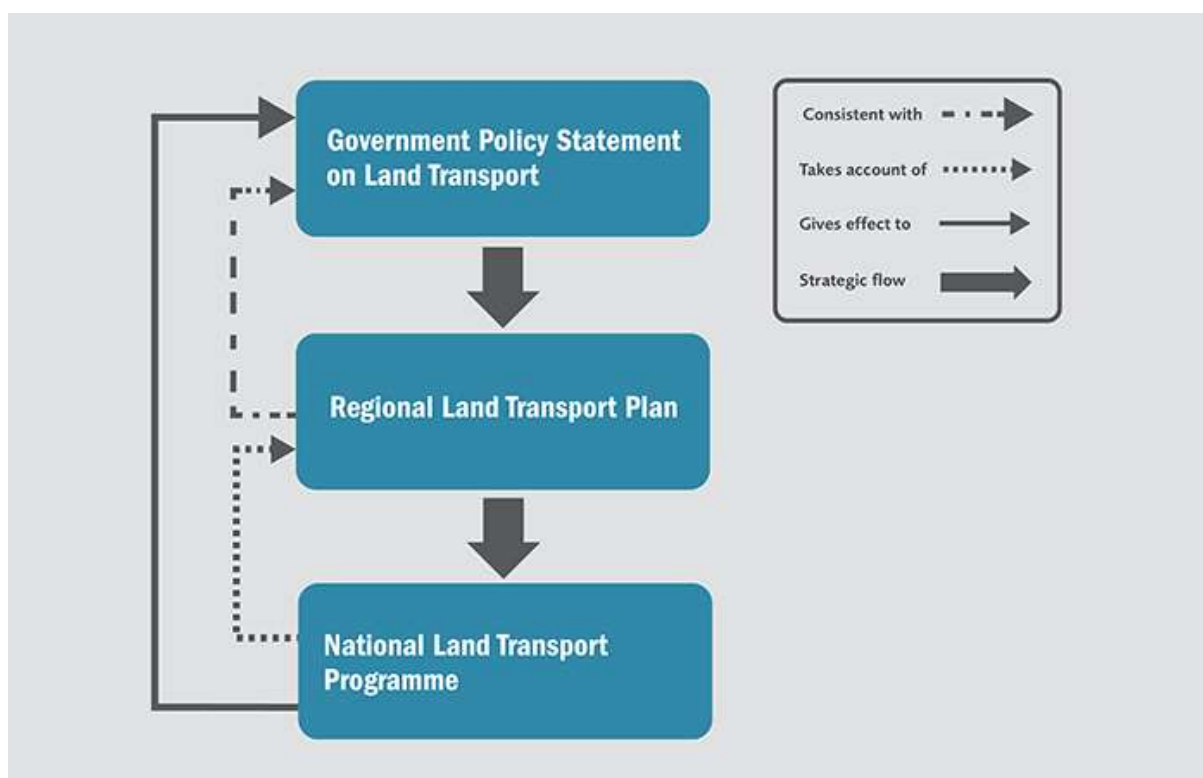 Government Policy Statement
on Land Transport
Regional Land Transport Plan
National Land Transport
Programme
Consistent with
Takes account of
Gives effect to
Strategic flow